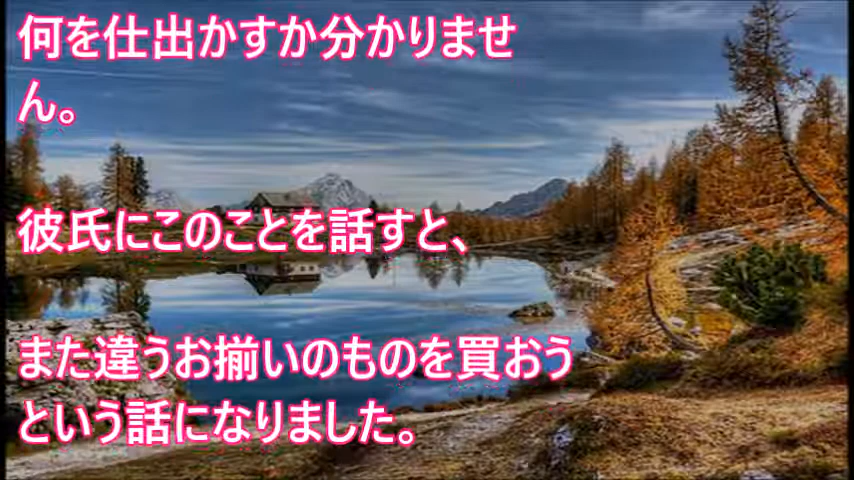 何を仕出かすか分かりませ
ん。
彼氏にこのことを話すと、
また違うお揃いのものを買おう
という話になりました。